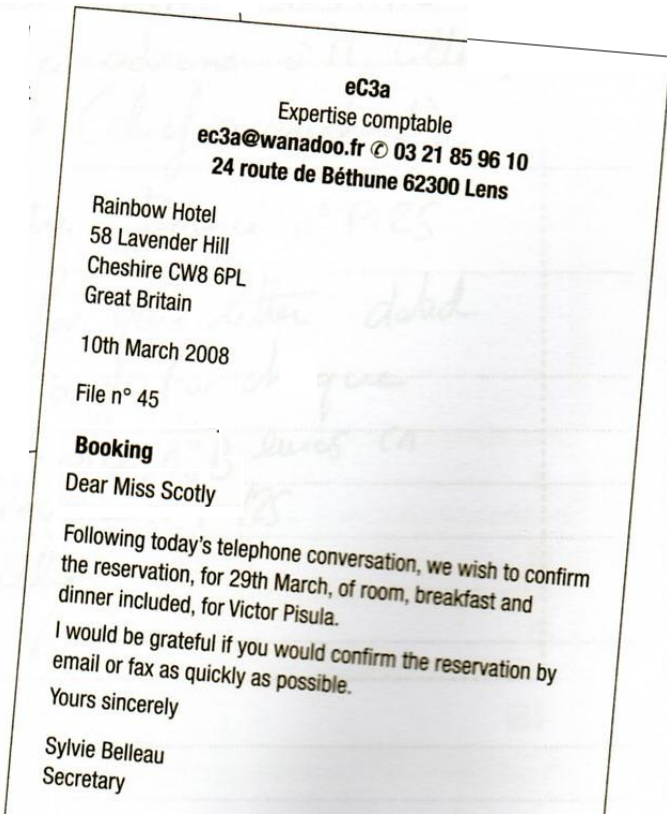 eC3a
Expertise comptable
ec3a@wanadoo.fr ✆ 03 21 85 96 10
24 route de Béthune 62300 Lens
Rainbow Hotel
58 Lavender Hill
Cheshire CW8 6PL
Great Britain
10th March 2008
File n° 45
Booking
Dear Miss Scotly
Following today's telephone conversation, we wish to confirm
the reservation, for 29th March, of room, breakfast and
dinner included, for Victor Pisula.
I would be grateful if you would confirm the reservation by
email or fax as quickly as possible.
Yours sincerely
Sylvie Belleau
Secretary